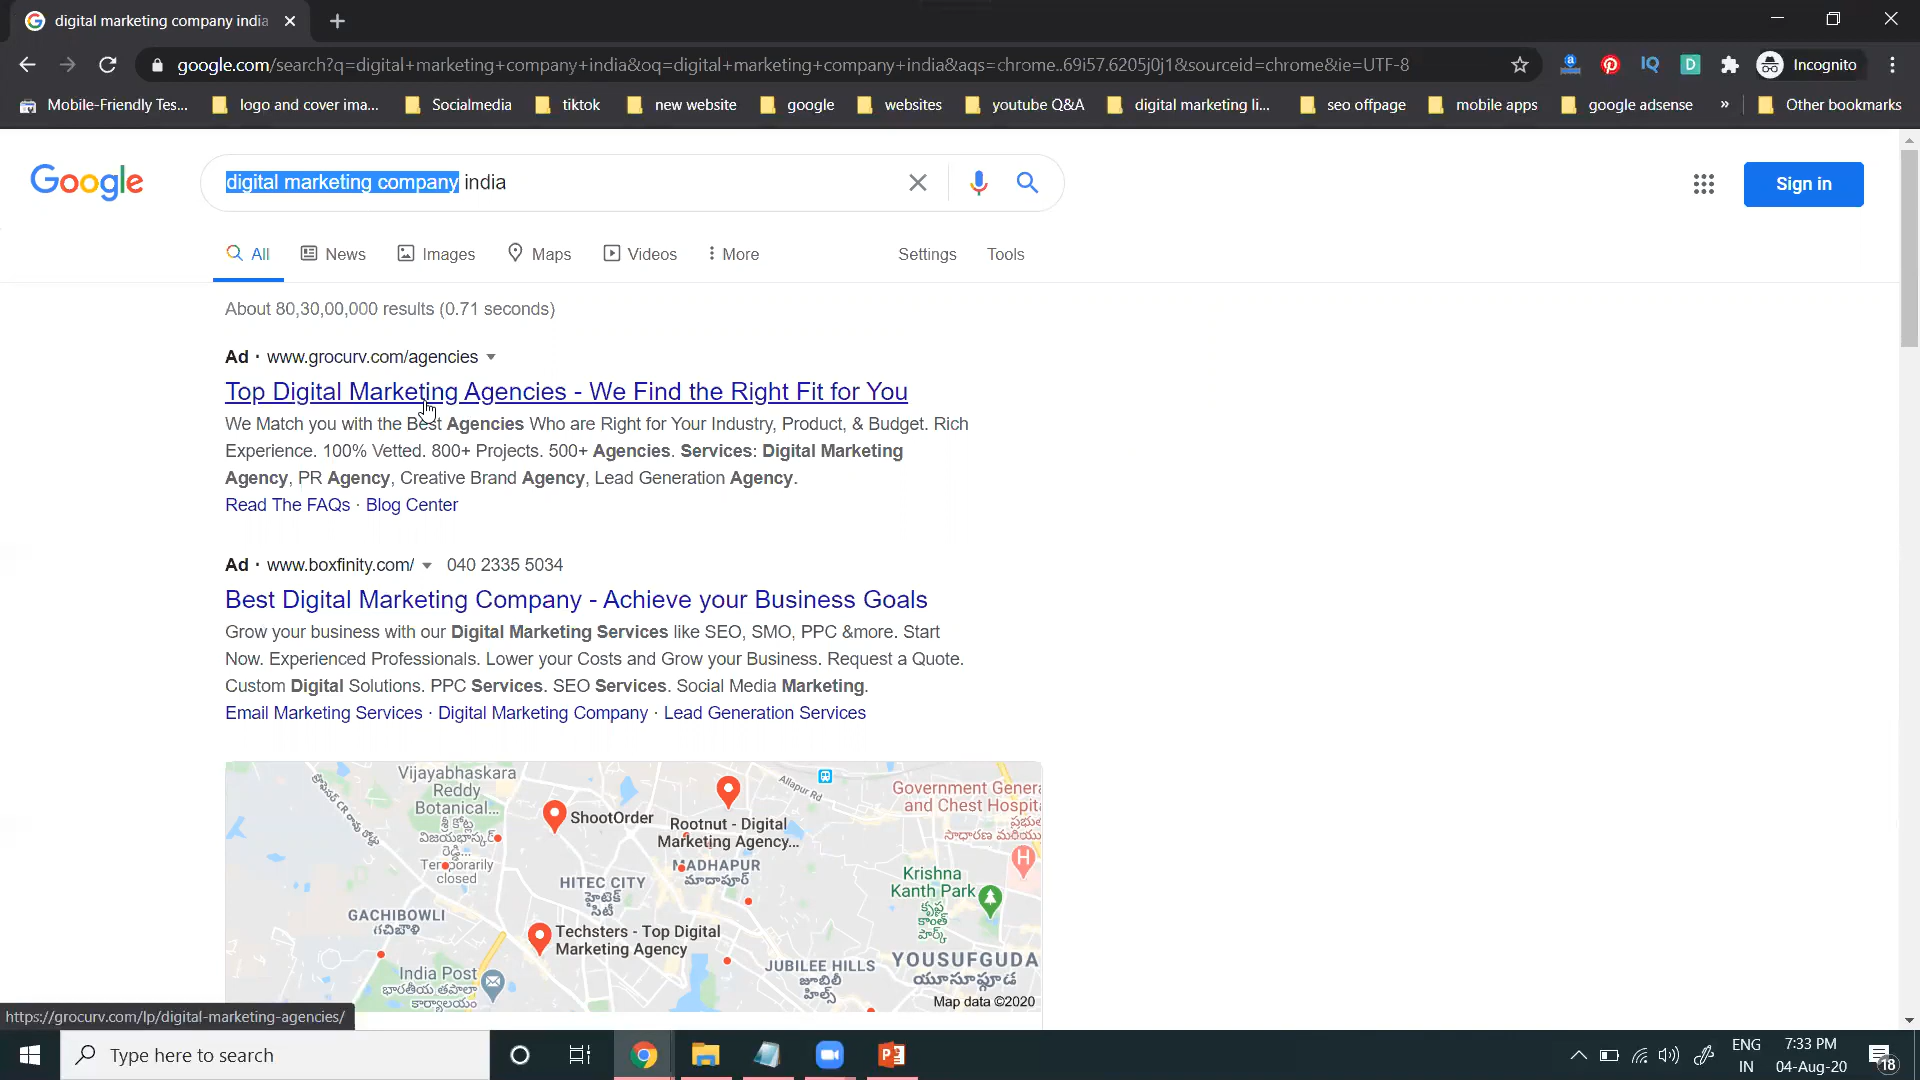 digital marketing company india
google.com/search?q=digital+marketing+company+india&oq=digital+marketing+company+india&aqs=chrome..69i57.6205j0j1&sourceid=chrome&ie=UTF-8
Incognito
Mobile-Friendly Tes...
logo and cover ima...
Socialmedia
tiktok
new website
google
websites
youtube Q&A
digital marketing li...
seo offpage
mobile apps
google adsense
»
Other bookmarks
Google
digital marketing company india
Sign in
All
News
Images
Maps
Videos
More
Settings
Tools
About 80,30,00,000 results (0.71 seconds)
Ad · www.grocurv.com/agencies
Top Digital Marketing Agencies - We Find the Right Fit for You
We Match you with the Best Agencies Who are Right for Your Industry, Product, & Budget. Rich
Experience. 100% Vetted. 800+ Projects. 500+ Agencies. Services: Digital Marketing
Agency, PR Agency, Creative Brand Agency, Lead Generation Agency.
Read The FAQs · Blog Center
Ad · www.boxfinity.com/ 040 2335 5034
Best Digital Marketing Company - Achieve your Business Goals
Grow your business with our Digital Marketing Services like SEO, SMO, PPC &more. Start
Now. Experienced Professionals. Lower your Costs and Grow your Business. Request a Quote.
Custom Digital Solutions. PPC Services. SEO Services. Social Media Marketing.
Email Marketing Services · Digital Marketing Company · Lead Generation Services
Vijayabhaskara
Reddy
Botanical...
Temporarily
closed
ShootOrder
Allapur Rd
Rootnut - Digital
Marketing Agency...
MADHAPUR
మాదాపూర్
Government Genera
and Chest Hospita
H
HITEC CITY
హైటెక్
సిటీ
Krishna
Kanth Park
కృష్ణ
కాంత్
పార్క్
GACHIBOWLI
గచిబౌలి
Techsters - Top Digital
Marketing Agency
JUBILEE HILLS
జూబ్లీ
హిల్స్
YOUSUFGUDA
యూసూఫ్గూడ
India Post
భారతీయ తపాలా
కార్యాలయం
Map data ©2020
https://grocurv.com/lp/digital-marketing-agencies/
Type here to search
ENG
IN
7:33 PM
04-Aug-20
18